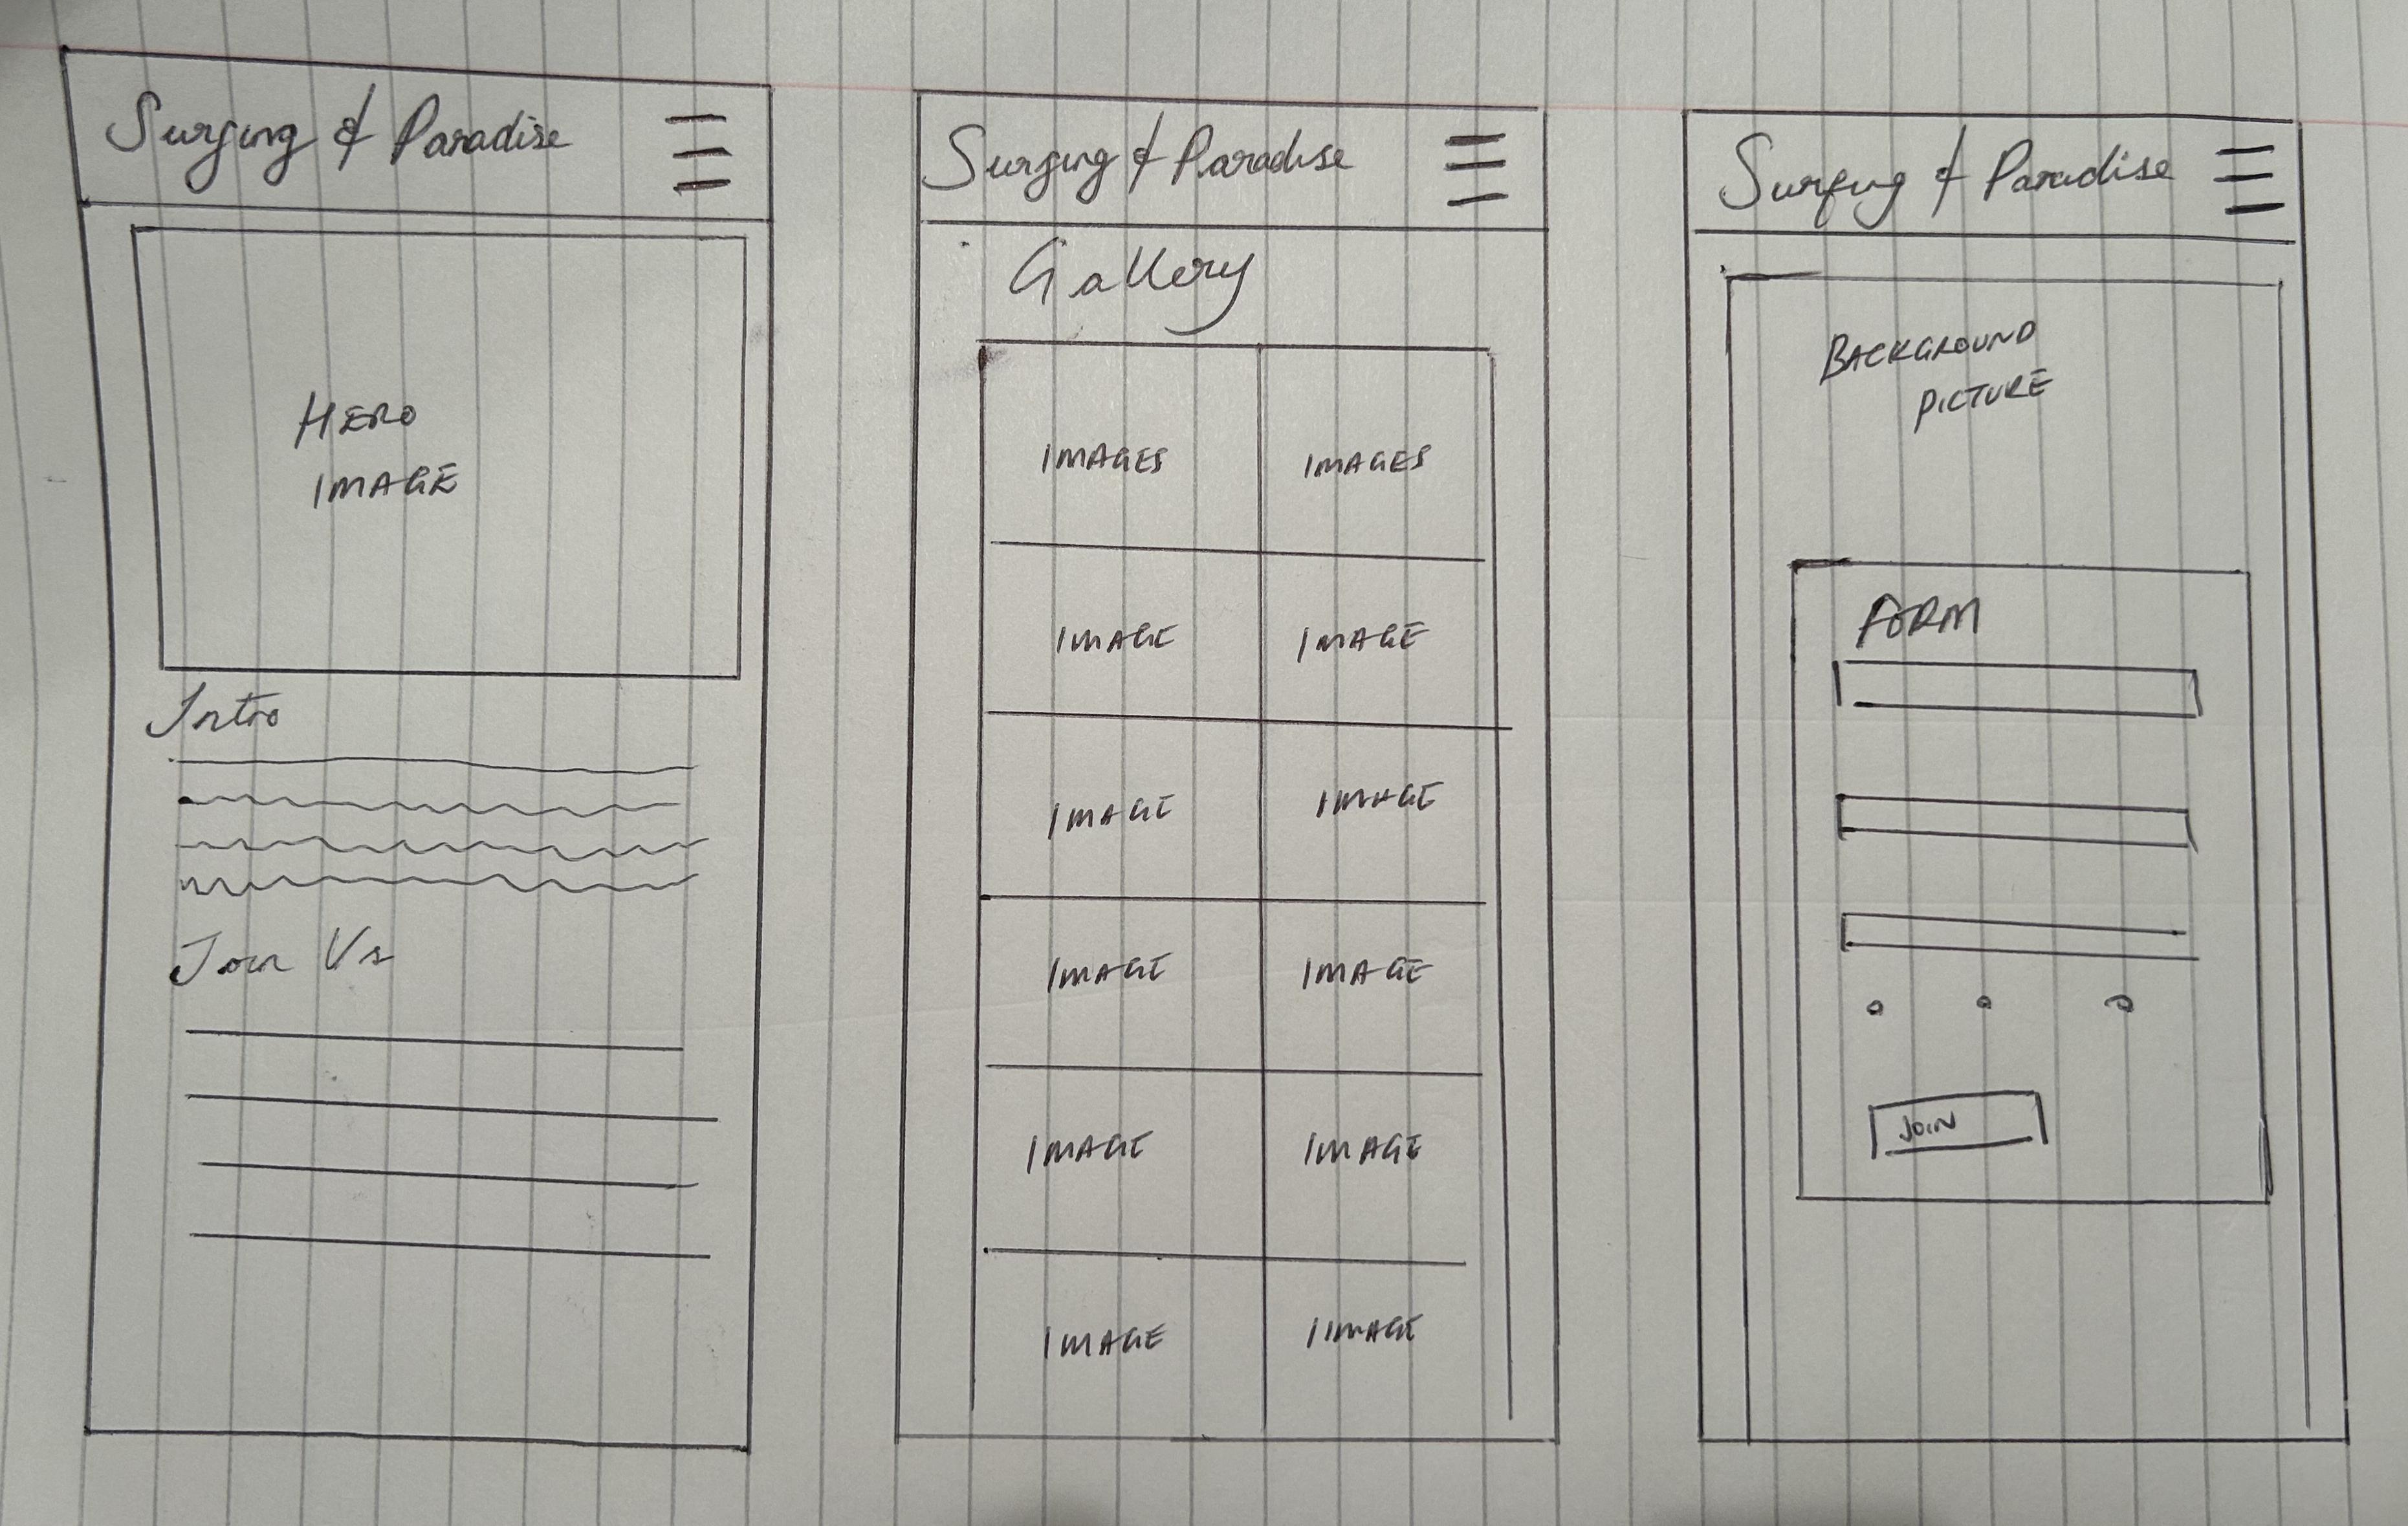 Surfing & Paradise
HERO
IMAGE
Intro
Join Us
Surfing & Paradise
Gallery
IMAGES IMAGES
IMAGE IMAGE
IMAGE IMAGE
IMAGE IMAGE
IMAGE IMAGE
IMAGE IMAGE
Surfing & Paradise
BACKGROUND
PICTURE
FORM
JOIN